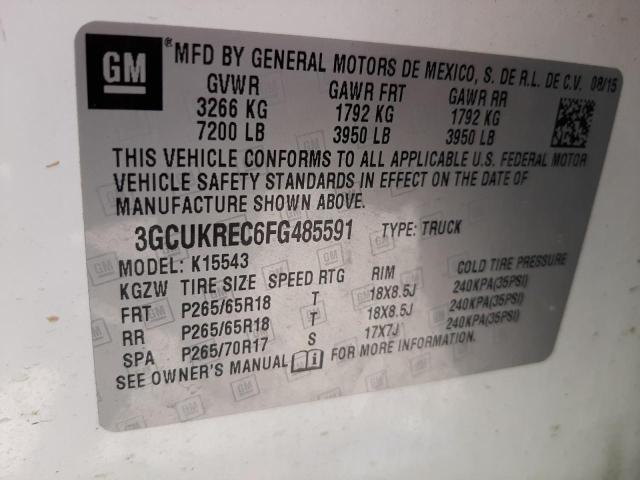 GM
® MFD BY GENERAL MOTORS DE MEXICO, S. DE R.L. DE C.V. 08/15
GVWR GAWR FRT GAWR RR
3266 KG 1792 KG 1792 KG
7200 LB 3950 LB 3950 LB
THIS VEHICLE CONFORMS TO ALL APPLICABLE U.S. FEDERAL MOTOR
VEHICLE SAFETY STANDARDS IN EFFECT ON THE DATE OF
MANUFACTURE SHOWN ABOVE.
3GCUKREC6FG485591 TYPE: TRUCK
MODEL: K15543
KGZW TIRE SIZE SPEED RTG RIM COLD TIRE PRESSURE
FRT P265/65R18 T 18X8.5J 240KPA(35PSI)
RR P265/65R18 T 18X8.5J 240KPA(35PSI)
SPA P265/70R17 S 17X7J 240KPA(35PSI)
SEE OWNER'S MANUAL FOR MORE INFORMATION.